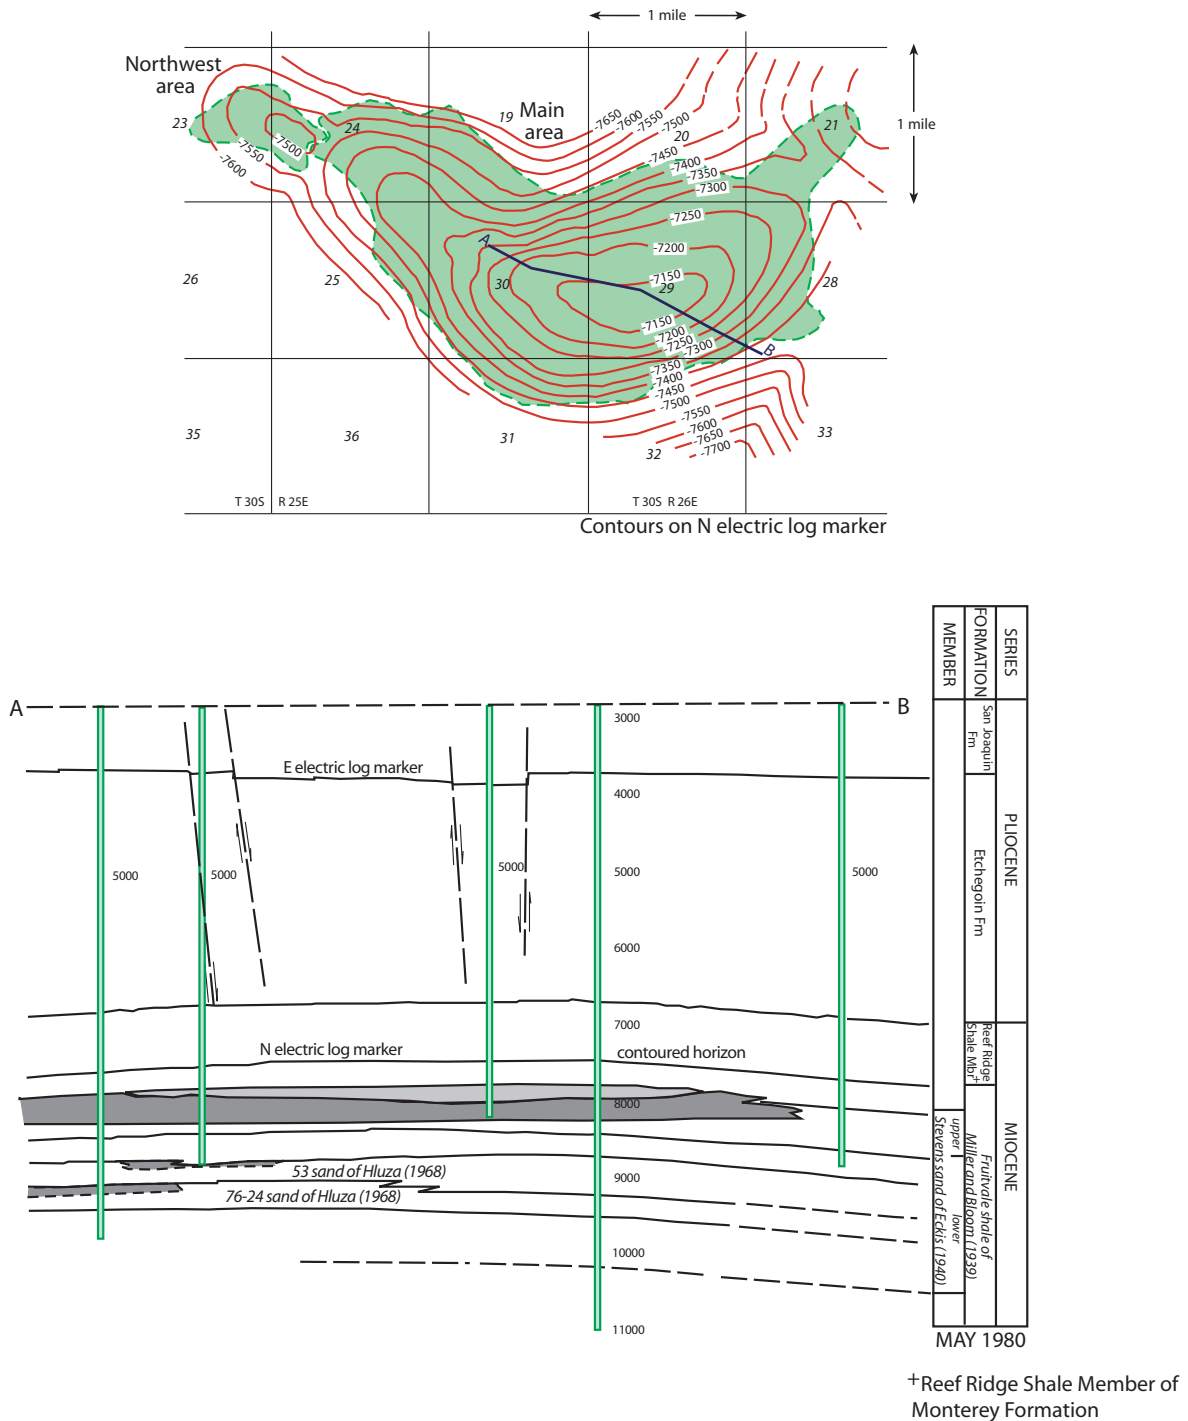 1 mile
Northwest
area
Main
area
1 mile
23
24
19
20
21
-7650
-7600
-7550
-7500
-7450
-7400
-7350
-7300
-7250
-7200
-7150
-7500
-7550
-7600
A
26
25
30
29
28
-7150
-7200
-7250
-7300
B
-7350
-7400
-7450
-7500
-7550
-7600
-7650
-7700
35
36
31
32
33
T 30S R 25E
T 30S R 26E
Contours on N electric log marker
MEMBER
FORMATION
SERIES
A
B
3000
San Joaquin
Fm
E electric log marker
4000
5000
5000
5000
5000
5000
Etchegoin Fm
PLIOCENE
6000
7000
Reef Ridge
Shale Mbr+
N electric log marker
contoured horizon
8000
upper
lower
Stevens sand of Eckis (1940)
Fruitvale shale of
Miller and Bloom (1939)
MIOCENE
53 sand of Hluza (1968)
9000
76-24 sand of Hluza (1968)
10000
11000
MAY 1980
+Reef Ridge Shale Member of
Monterey Formation